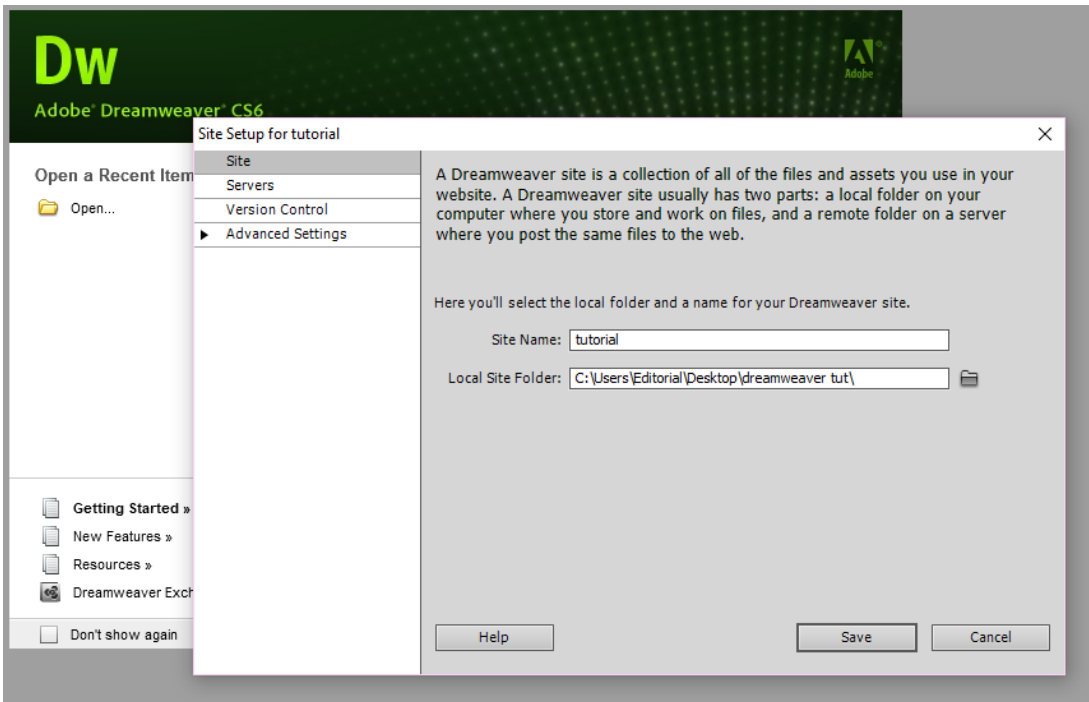 Dw
Adobe® Dreamweaver® CS6
Adobe
Open a Recent Item
Open...
Getting Started »
New Features »
Resources »
Dreamweaver Exch
Don't show again
Site Setup for tutorial
Site
Servers
Version Control
Advanced Settings
A Dreamweaver site is a collection of all of the files and assets you use in your
website. A Dreamweaver site usually has two parts: a local folder on your
computer where you store and work on files, and a remote folder on a server
where you post the same files to the web.
Here you'll select the local folder and a name for your Dreamweaver site.
Site Name: tutorial
Local Site Folder: C:\Users\Editorial\Desktop\dreamweaver tut\
Help Save Cancel